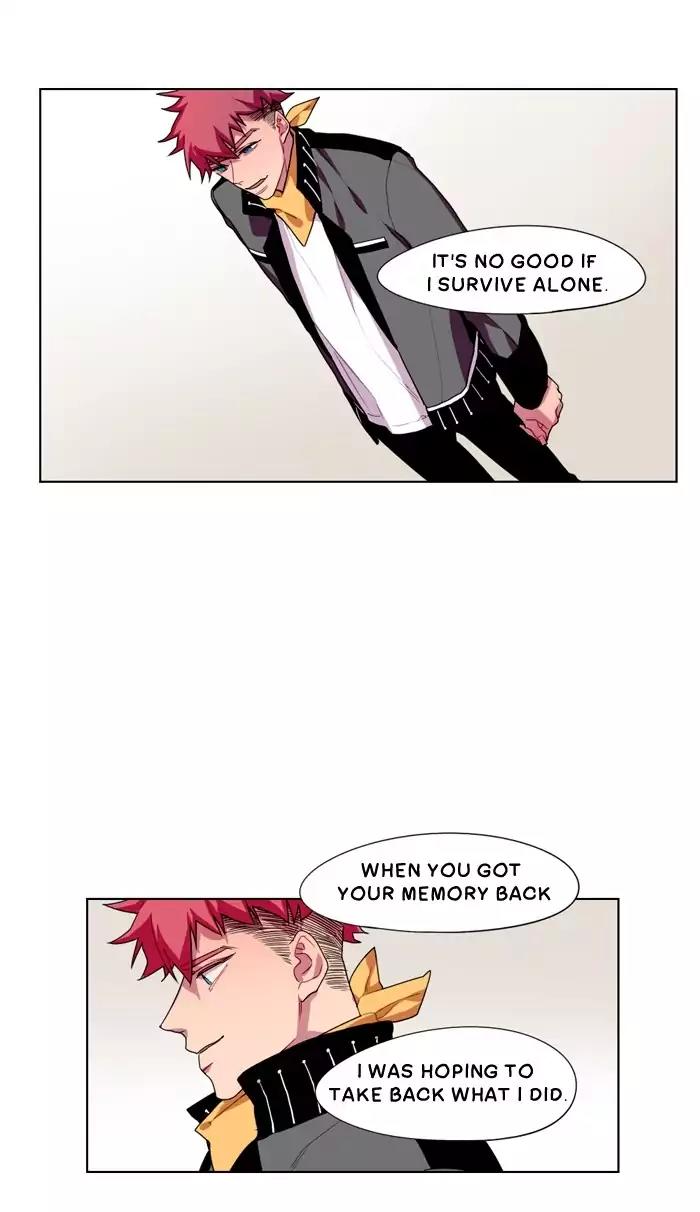 IT'S NO GOOD IF
I SURVIVE ALONE.
WHEN YOU GOT
YOUR MEMORY BACK
I WAS HOPING TO
TAKE BACK WHAT I DID.